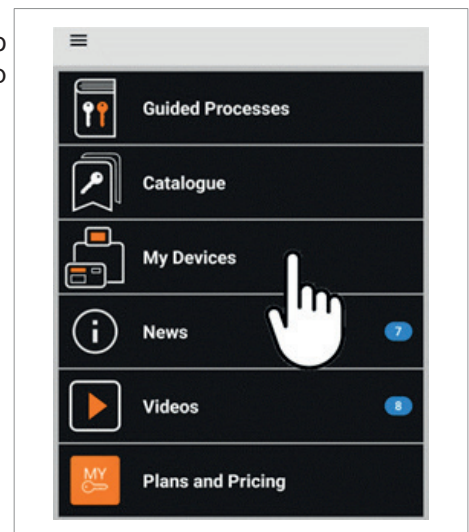 o
o
Guided Processes
Catalogue
My Devices
News 7
Videos 8
MY
Plans and Pricing